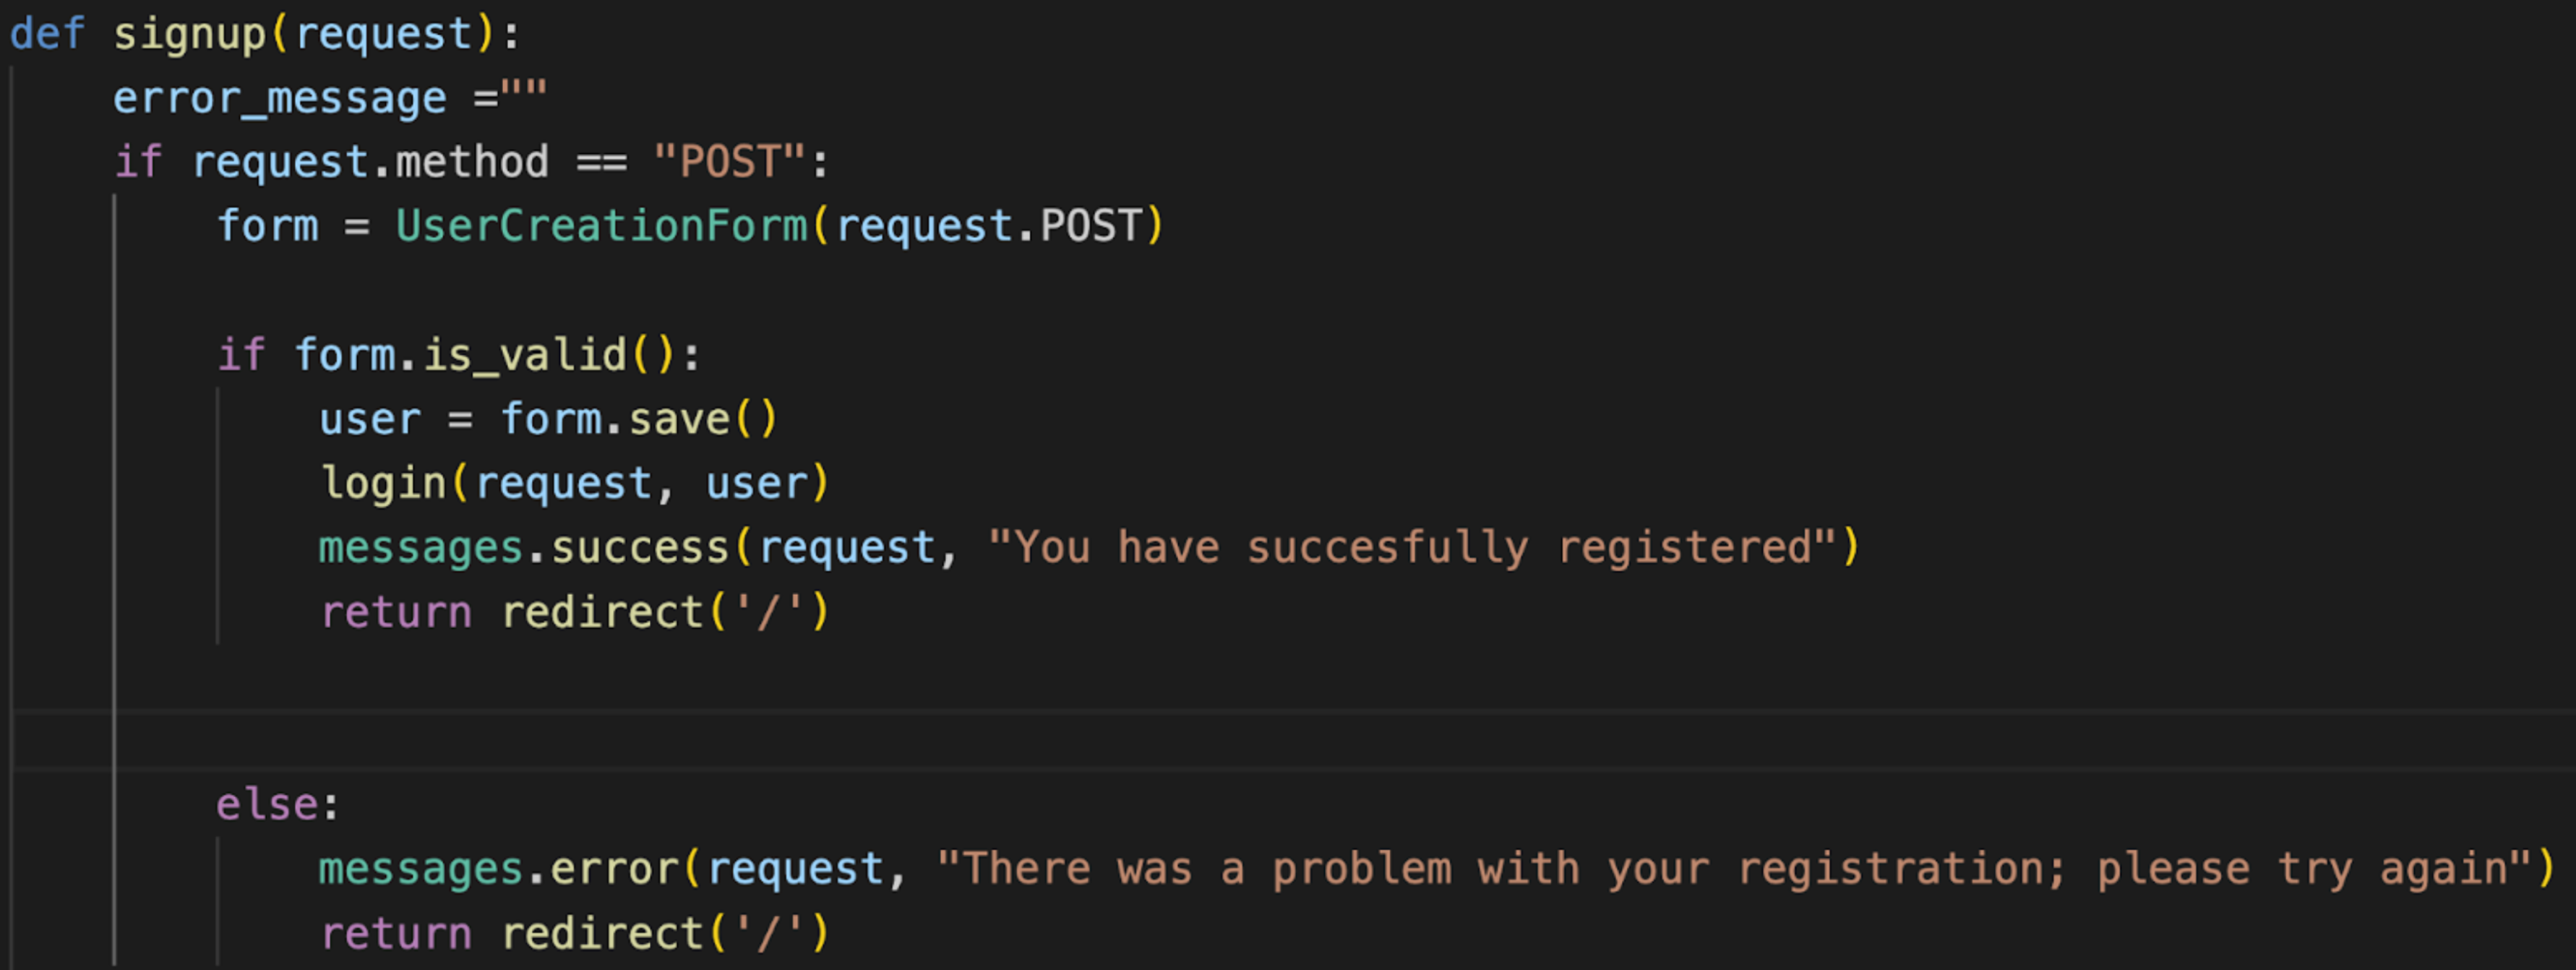 def signup(request):
    error_message =""
    if request.method == "POST":
        form = UserCreationForm(request.POST)
        if form.is_valid():
            user = form.save()
            login(request, user)
            messages.success(request, "You have succesfully registered")
            return redirect('/')
        else:
            messages.error(request, "There was a problem with your registration; please try again")
            return redirect('/')